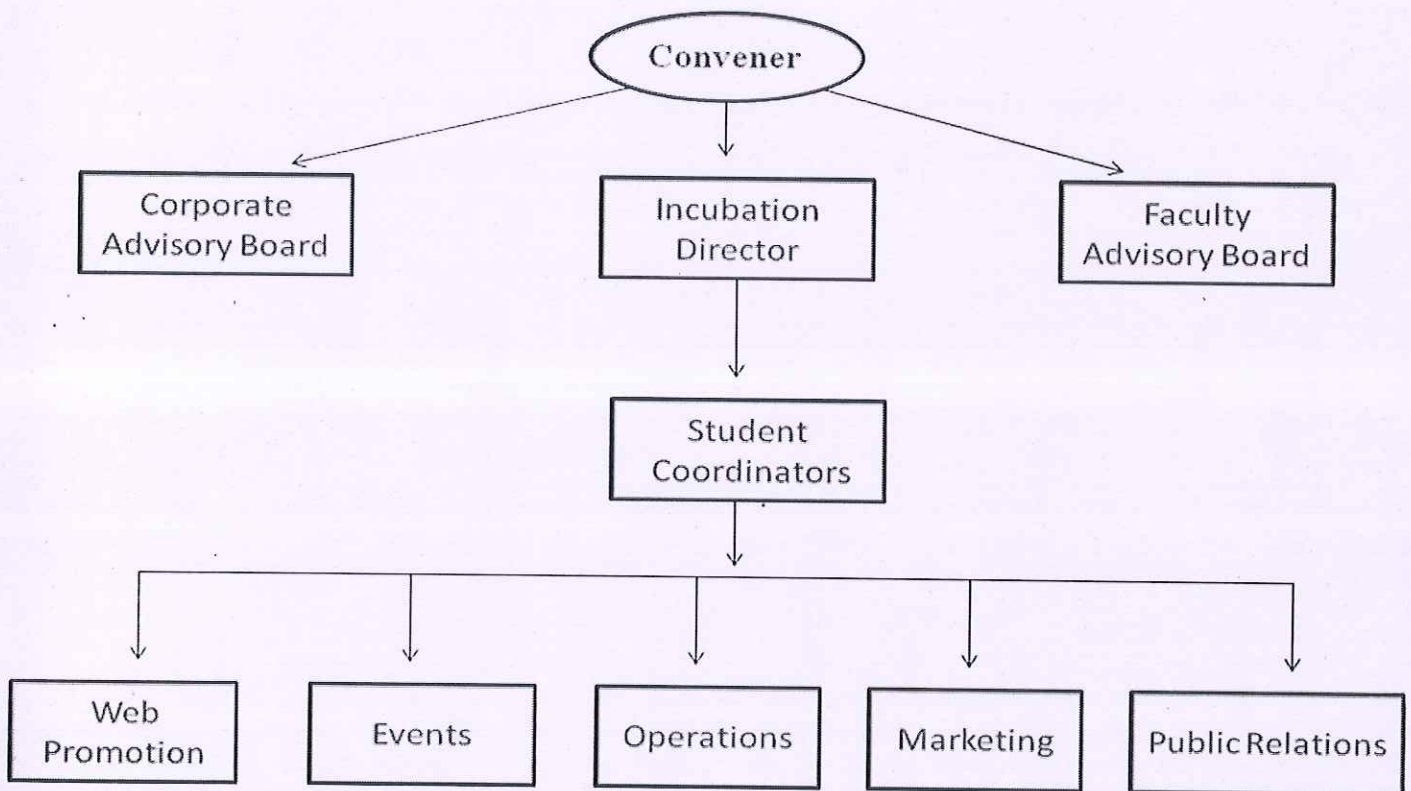 Convener
Corporate
Advisory Board
Incubation
Director
Faculty
Advisory Board
Student
Coordinators
Web
Promotion
Events
Operations
Marketing
Public Relations